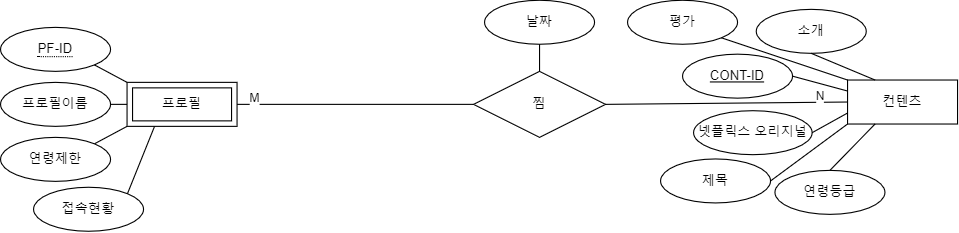 날짜
평가
소개
PF-ID
CONT-ID
프로필이름
프로필
M
찜
N
컨텐츠
넷플릭스 오리지널
연령제한
제목
연령등급
접속현황